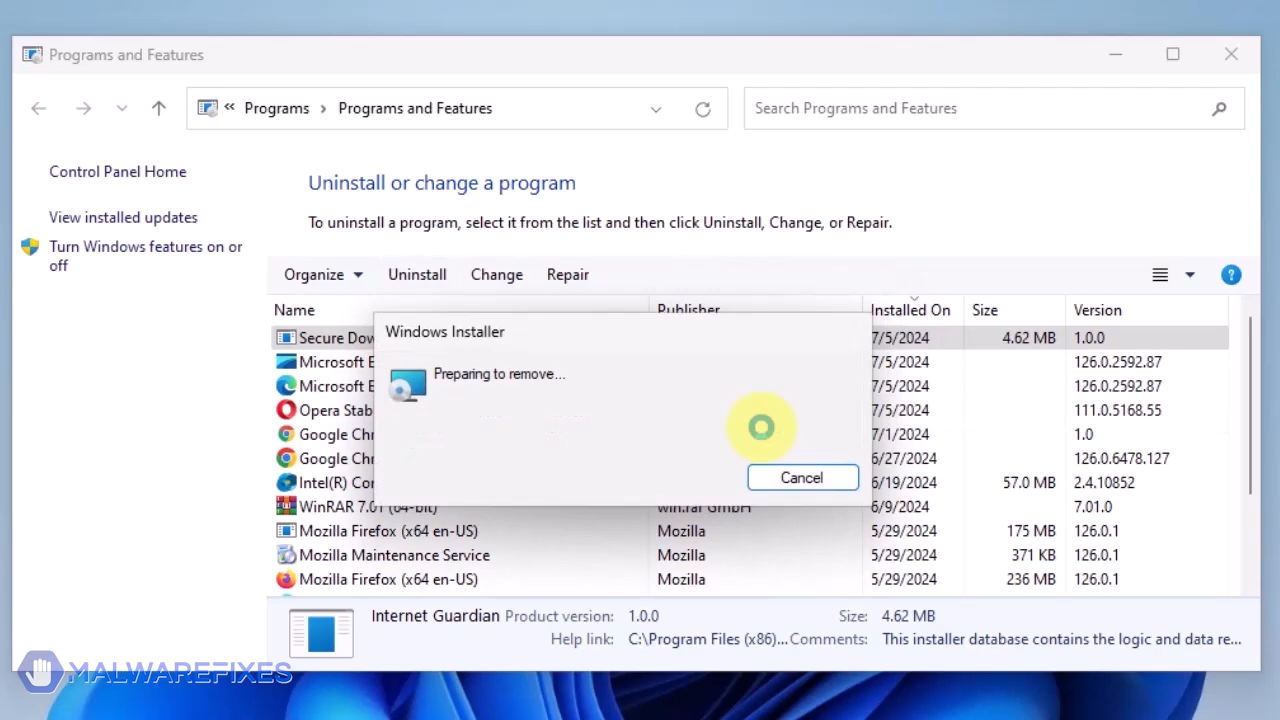 Programs and Features
« Programs › Programs and Features
Search Programs and Features
Control Panel Home
View installed updates
Turn Windows features on or
off
Uninstall or change a program
To uninstall a program, select it from the list and then click Uninstall, Change, or Repair.
Organize Uninstall Change Repair
Name Publisher Installed On Size Version
Secure Dow 7/5/2024 4.62 MB 1.0.0
Microsoft E 7/5/2024 126.0.2592.87
Microsoft E 7/5/2024 126.0.2592.87
Opera Stab 7/5/2024 111.0.5168.55
Google Chr 7/1/2024 1.0
Google Chr 6/27/2024 126.0.6478.127
Intel(R) Cor 6/19/2024 57.0 MB 2.4.10852
WinRAR 7.01 (64-bit) win.rar GmbH 6/9/2024 7.01.0
Mozilla Firefox (x64 en-US) Mozilla 5/29/2024 175 MB 126.0.1
Mozilla Maintenance Service Mozilla 5/29/2024 371 KB 126.0.1
Mozilla Firefox (x64 en-US) Mozilla 5/29/2024 236 MB 126.0.1
Windows Installer
Preparing to remove...
Cancel
Internet Guardian Product version: 1.0.0 Size: 4.62 MB
Help link: C:\Program Files (x86)... Comments: This installer database contains the logic and data re...
MALWAREFIXES